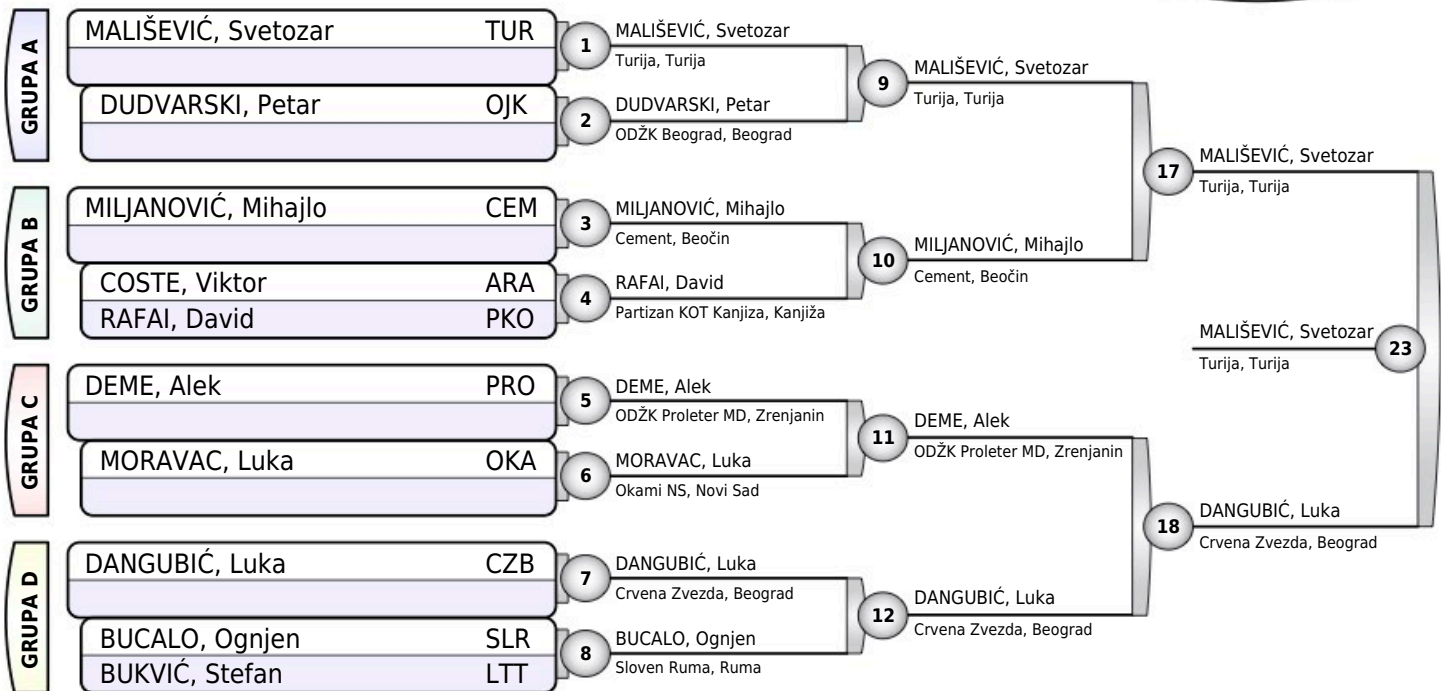 GRUPA A
MALIŠEVIĆ, Svetozar TUR
DUDVARSKI, Petar OJK
GRUPA B
MILJANOVIĆ, Mihajlo CEM
COSTE, Viktor ARA
RAFAI, David PKO
GRUPA C
DEME, Alek PRO
MORAVAC, Luka OKA
GRUPA D
DANGUBIĆ, Luka CZB
BUCALO, Ognjen SLR
BUKVIĆ, Stefan LTT
1
MALIŠEVIĆ, Svetozar
Turija, Turija
2
DUDVARSKI, Petar
ODŽK Beograd, Beograd
3
MILJANOVIĆ, Mihajlo
Cement, Beočin
4
RAFAI, David
Partizan KOT Kanjiza, Kanjiža
5
DEME, Alek
ODŽK Proleter MD, Zrenjanin
6
MORAVAC, Luka
Okami NS, Novi Sad
7
DANGUBIĆ, Luka
Crvena Zvezda, Beograd
8
BUCALO, Ognjen
Sloven Ruma, Ruma
9
MALIŠEVIĆ, Svetozar
Turija, Turija
10
MILJANOVIĆ, Mihajlo
Cement, Beočin
11
DEME, Alek
ODŽK Proleter MD, Zrenjanin
12
DANGUBIĆ, Luka
Crvena Zvezda, Beograd
17
MALIŠEVIĆ, Svetozar
Turija, Turija
18
DANGUBIĆ, Luka
Crvena Zvezda, Beograd
MALIŠEVIĆ, Svetozar
Turija, Turija
23